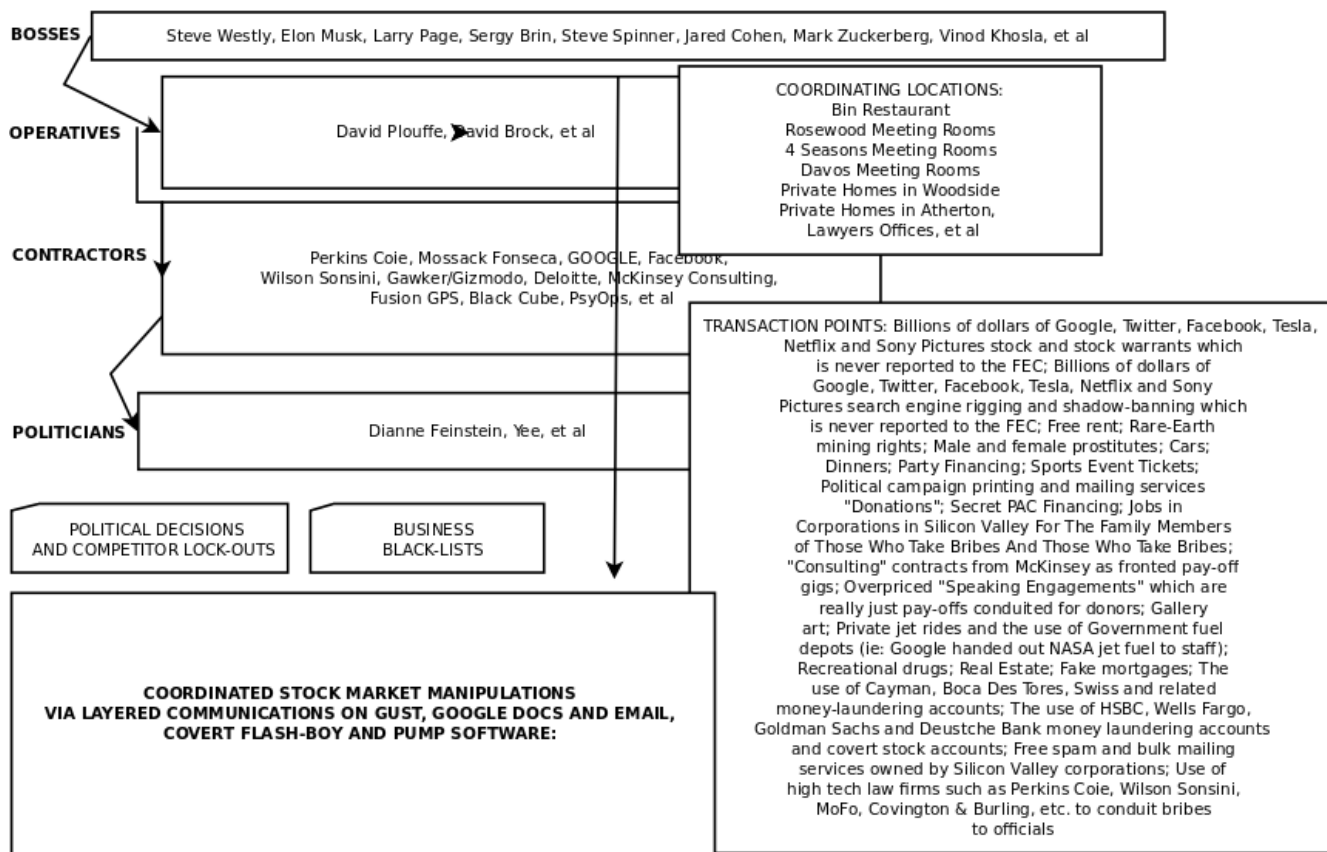 BOSSES
Steve Westly, Elon Musk, Larry Page, Sergy Brin, Steve Spinner, Jared Cohen, Mark Zuckerberg, Vinod Khosla, et al
OPERATIVES
David Plouffe, David Brock, et al
COORDINATING LOCATIONS:
Bin Restaurant
Rosewood Meeting Rooms
4 Seasons Meeting Rooms
Davos Meeting Rooms
Private Homes in Woodside
Private Homes in Atherton,
Lawyers Offices, et al
CONTRACTORS
Perkins Coie, Mossack Fonseca, GOOGLE, Facebook,
Wilson Sonsini, Gawker/Gizmodo, Deloitte, McKinsey Consulting,
Fusion GPS, Black Cube, PsyOps, et al
POLITICIANS
Dianne Feinstein, Yee, et al
TRANSACTION POINTS: Billions of dollars of Google, Twitter, Facebook, Tesla,
Netflix and Sony Pictures stock and stock warrants which
is never reported to the FEC; Billions of dollars of
Google, Twitter, Facebook, Tesla, Netflix and Sony
Pictures search engine rigging and shadow-banning which
is never reported to the FEC; Free rent; Rare-Earth
mining rights; Male and female prostitutes; Cars;
Dinners; Party Financing; Sports Event Tickets;
Political campaign printing and mailing services
"Donations"; Secret PAC Financing; Jobs in
Corporations in Silicon Valley For The Family Members
of Those Who Take Bribes And Those Who Take Bribes;
"Consulting" contracts from McKinsey as fronted pay-off
gigs; Overpriced "Speaking Engagements" which are
really just pay-offs conduited for donors; Gallery
art; Private jet rides and the use of Government fuel
depots (ie: Google handed out NASA jet fuel to staff);
Recreational drugs; Real Estate; Fake mortgages; The
use of Cayman, Boca Des Tores, Swiss and related
money-laundering accounts; The use of HSBC, Wells Fargo,
Goldman Sachs and Deustche Bank money laundering accounts
and covert stock accounts; Free spam and bulk mailing
services owned by Silicon Valley corporations; Use of
high tech law firms such as Perkins Coie, Wilson Sonsini,
MoFo, Covington & Burling, etc. to conduit bribes
to officials
POLITICAL DECISIONS
AND COMPETITOR LOCK-OUTS
BUSINESS
BLACK-LISTS
COORDINATED STOCK MARKET MANIPULATIONS
VIA LAYERED COMMUNICATIONS ON GUST, GOOGLE DOCS AND EMAIL,
COVERT FLASH-BOY AND PUMP SOFTWARE: